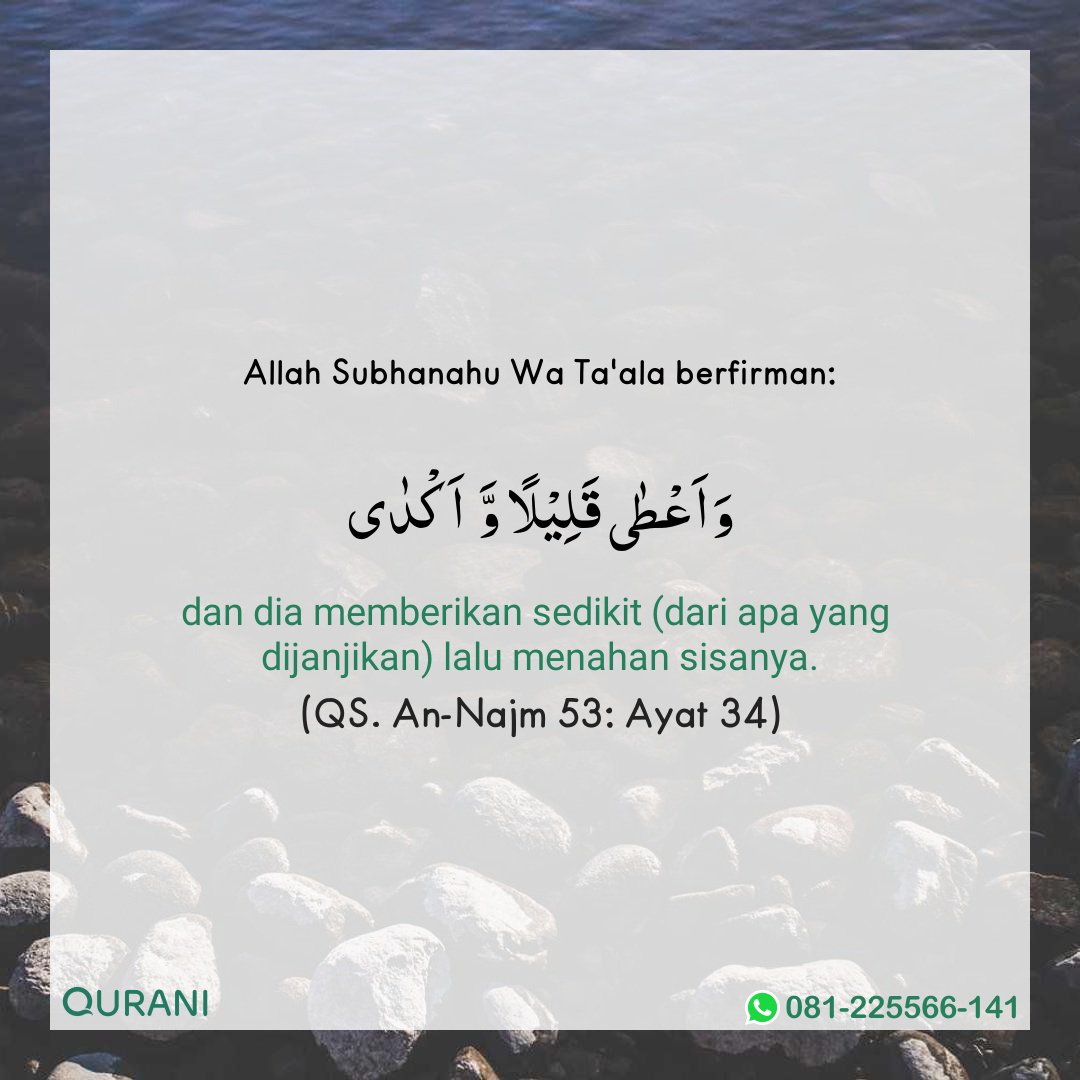 Allah Subhanahu Wa Ta'ala berfirman:
وَاَعْطٰى قَلِيْلًا وَّ اَكْدٰى
dan dia memberikan sedikit (dari apa yang
dijanjikan) lalu menahan sisanya.
(QS. An-Najm 53: Ayat 34)
QURANI
081-225566-141